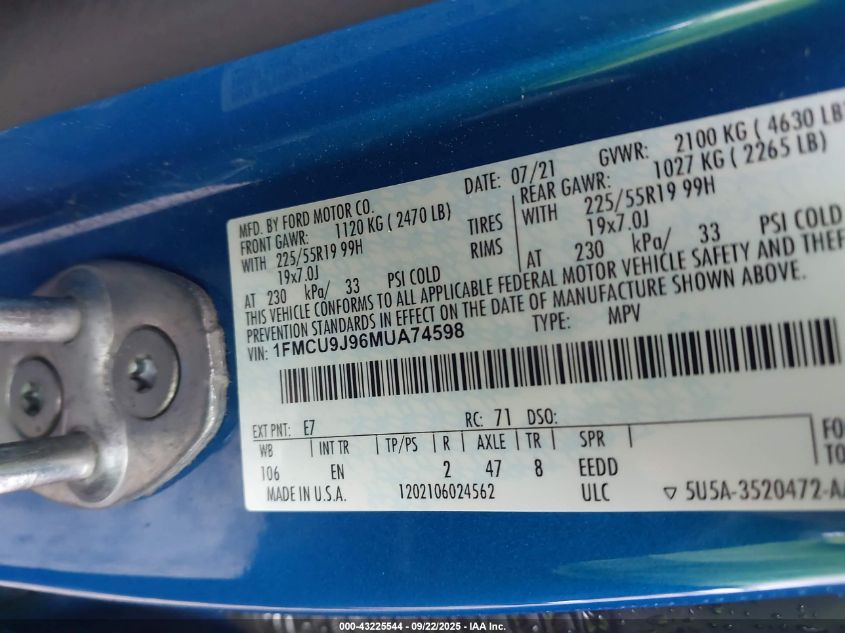 MFD. BY FORD MOTOR CO.
DATE: 07/21
GVWR: 2100 KG ( 4630 LB
FRONT GAWR: 1120 KG ( 2470 LB)
REAR GAWR: 1027 KG ( 2265 LB)
WITH 225/55R19 99H TIRES
WITH 225/55R19 99H
19x7.0J RIMS
19x7.0J
AT 230 kPa/ 33 PSI COLD
AT 230 kPa/ 33 PSI COLD
THIS VEHICLE CONFORMS TO ALL APPLICABLE FEDERAL MOTOR VEHICLE SAFETY AND THEF
PREVENTION STANDARDS IN EFFECT ON THE DATE OF MANUFACTURE SHOWN ABOVE.
VIN: 1FMCU9J96MUA74598 TYPE: MPV
EXT PNT: E7 RC: 71 DSO:
WB INT TR TP/PS R AXLE TR SPR
106 EN 2 47 8 EEDD
MADE IN U.S.A. 1202106024562 ULC ▽ 5U5A-3520472-AA
FO
TO
000-43225544 - 09/22/2025 - IAA Inc.